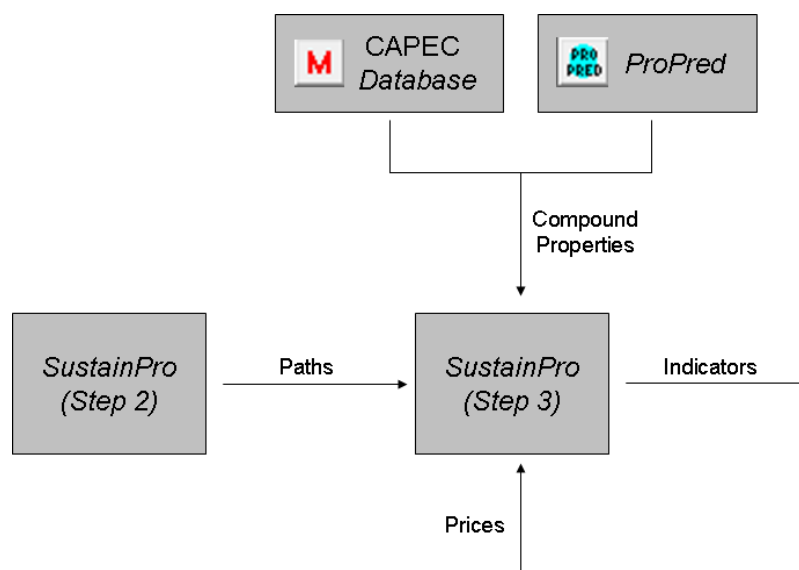 M
CAPEC
Database
PRO
PRED
ProPred
Compound
Properties
SustainPro
(Step 2)
Paths
SustainPro
(Step 3)
Indicators
Prices